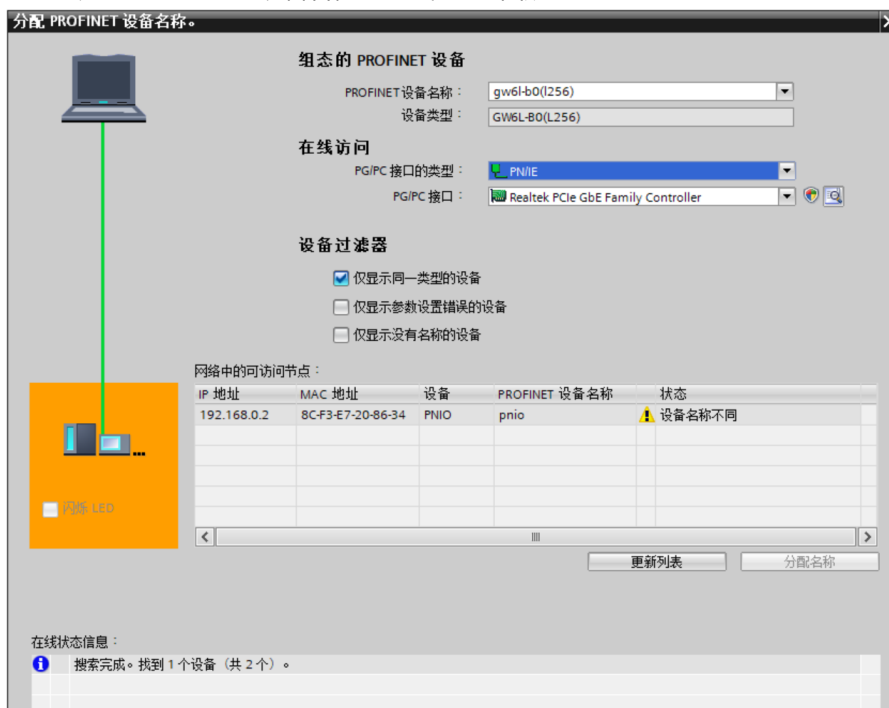 分配 PROFINET 设备名称。
组态的 PROFINET 设备
PROFINET设备名称： gw6l-b0(l256)
设备类型： GW6L-B0(L256)
在线访问
PG/PC 接口的类型： PN/IE
PG/PC 接口： Realtek PCIe GbE Family Controller
设备过滤器
仅显示同一类型的设备
仅显示参数设置错误的设备
仅显示没有名称的设备
网络中的可访问节点：
IP 地址 MAC 地址 设备 PROFINET 设备名称 状态
192.168.0.2 8C-F3-E7-20-86-34 PNIO pnio 设备名称不同
闪烁 LED
更新列表 分配名称
在线状态信息：
搜索完成。找到 1 个设备（共 2 个）。